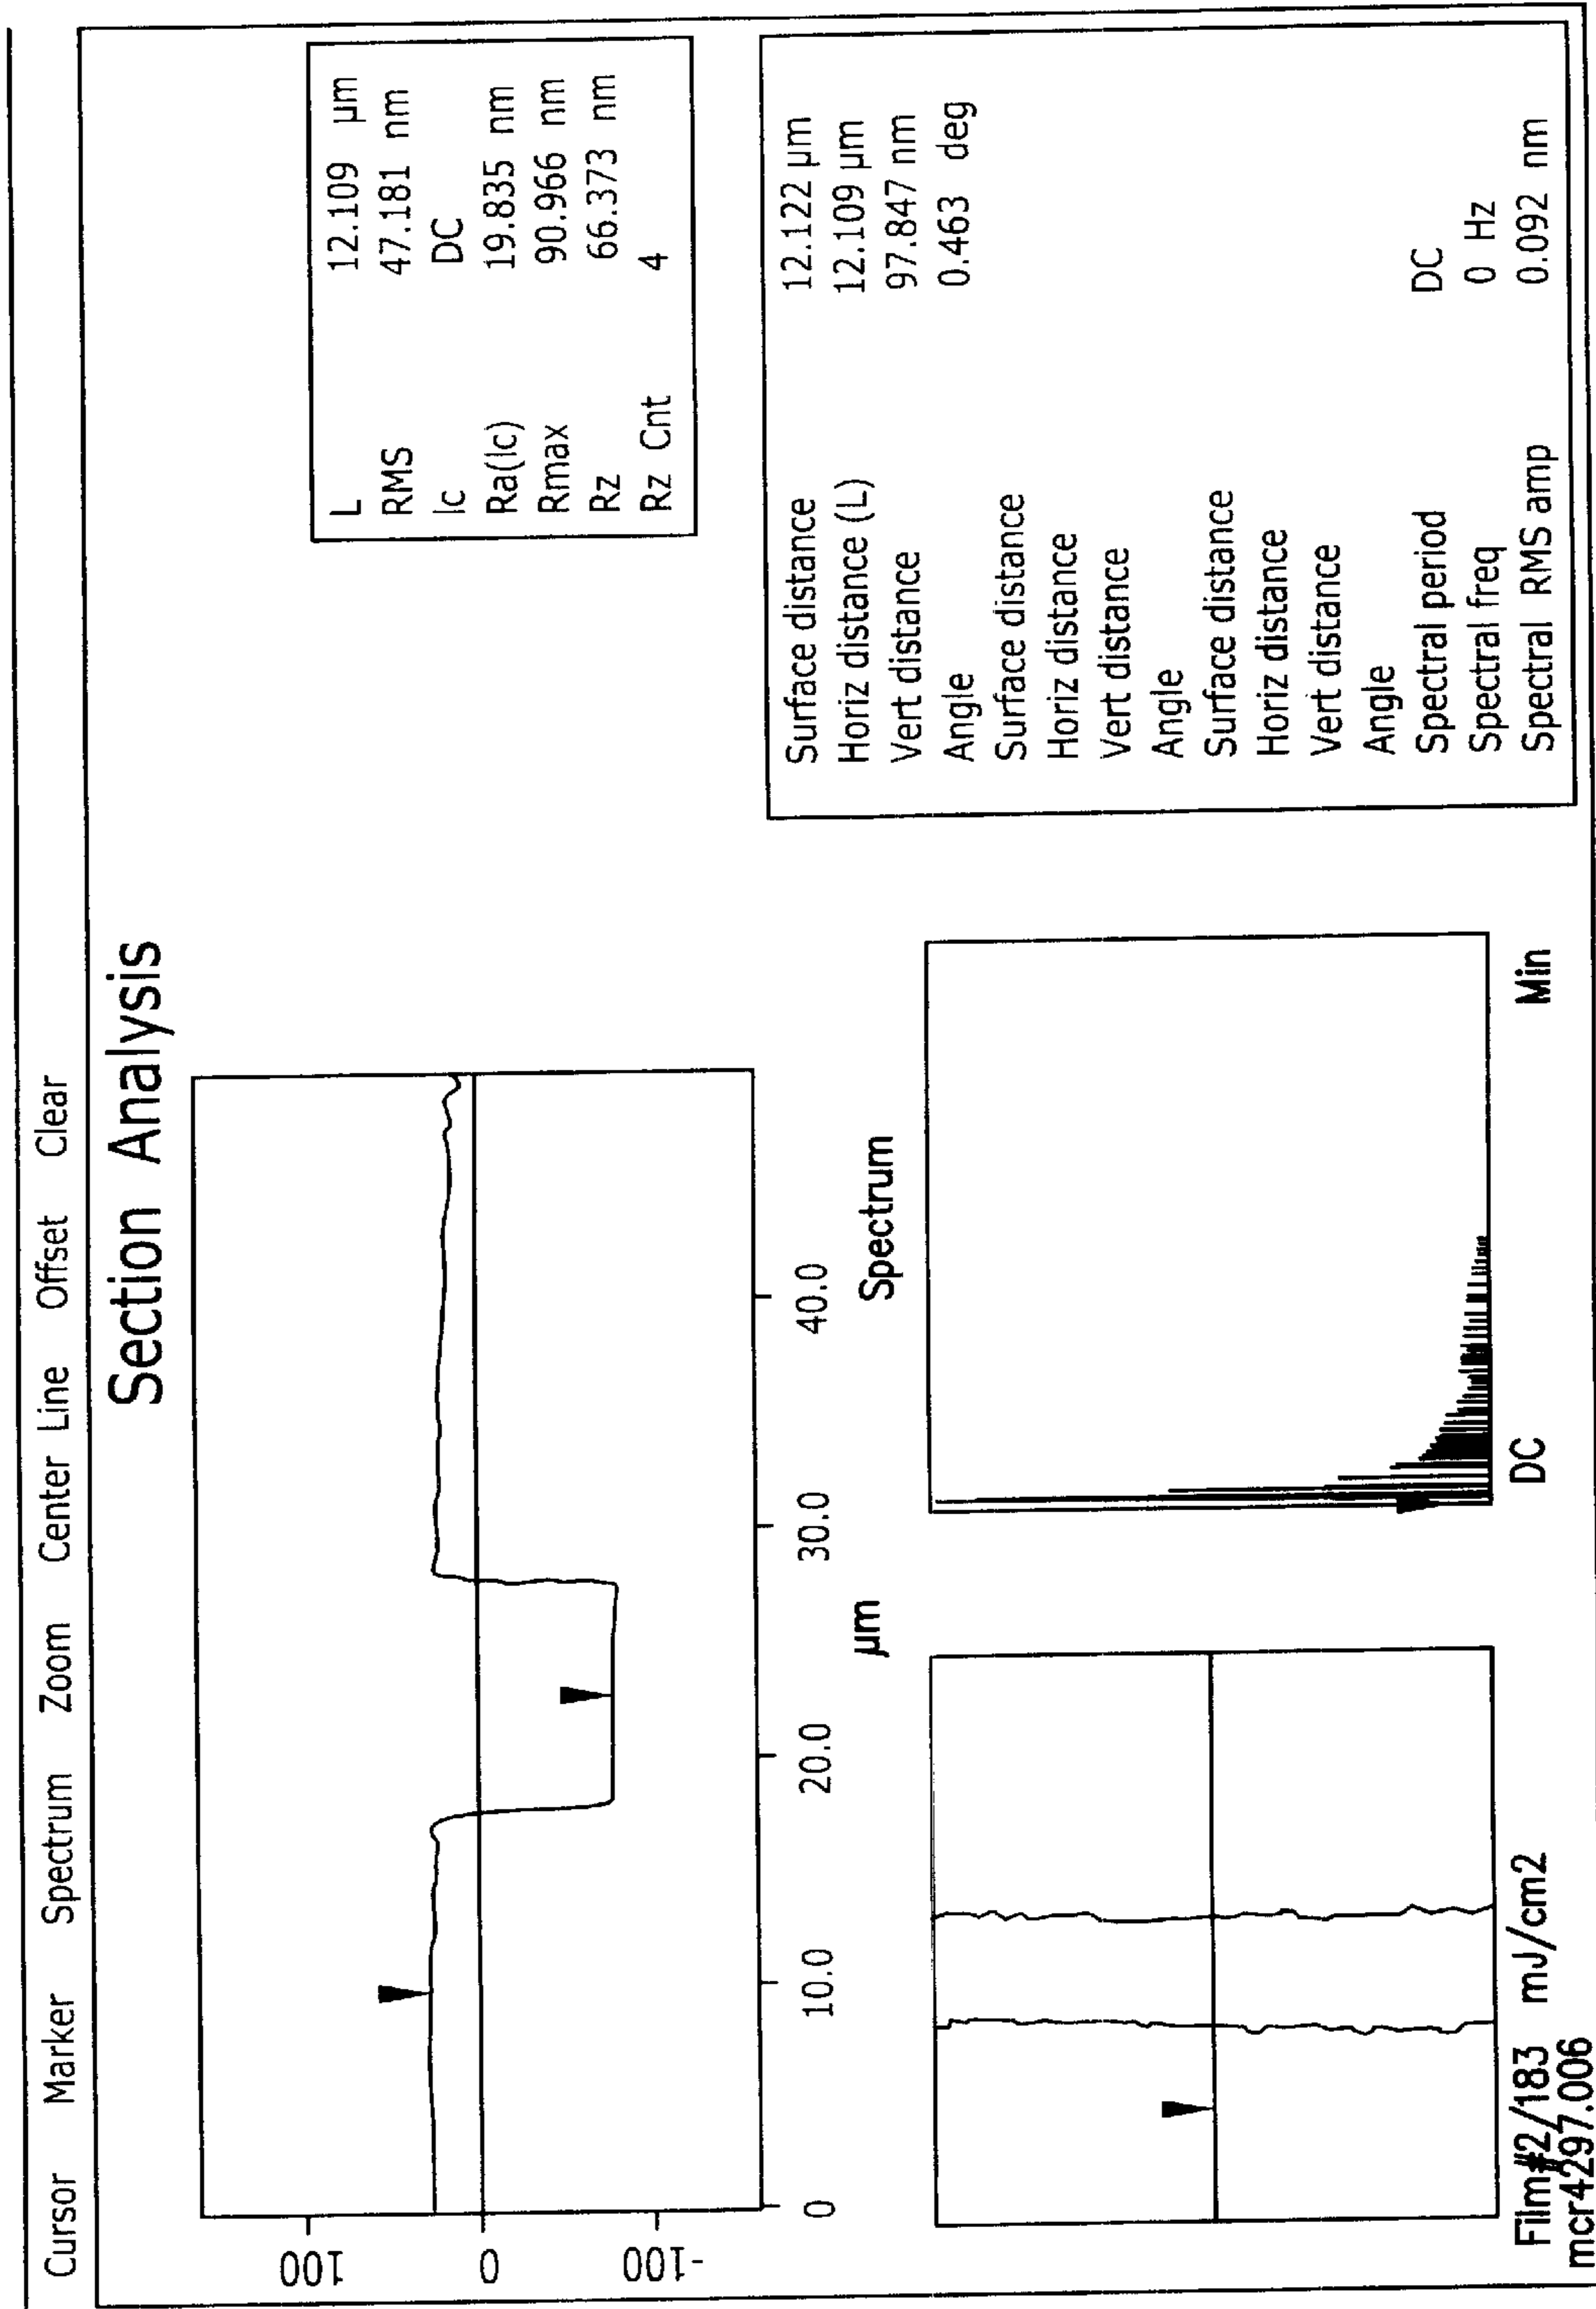 Cursor Marker Spectrum Zoom Center Line Offset Clear
Section Analysis
100
0
-100
0 10.0 20.0 30.0 40.0
µm
L 12.109 µm
RMS 47.181 nm
lc DC
Ra(lc) 19.835 nm
Rmax 90.966 nm
Rz 66.373 nm
Rz Cnt 4
Spectrum
DC Min
Surface distance 12.122 µm
Horiz distance (L) 12.109 µm
Vert distance 97.847 nm
Angle 0.463 deg
Surface distance
Horiz distance
Vert distance
Angle
Surface distance
Horiz distance
Vert distance
Angle
Spectral period DC
Spectral freq 0 Hz
Spectral RMS amp 0.092 nm
Film#2/183 mJ/cm2
mcr4297.006